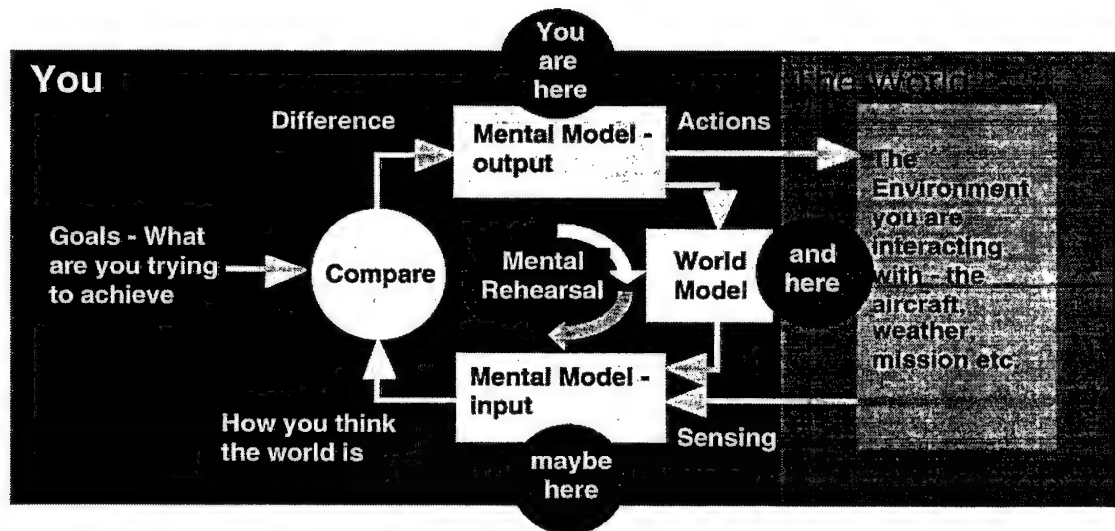 You
are
here
You
The World
Difference
Mental Model -
output
Actions
The
Environment
you are
interacting
with - the
aircraft,
weather,
mission etc.
Goals - What
are you trying
to achieve
Compare
Mental
Rehearsal
World
Model
and
here
Mental Model -
input
How you think
the world is
Sensing
maybe
here